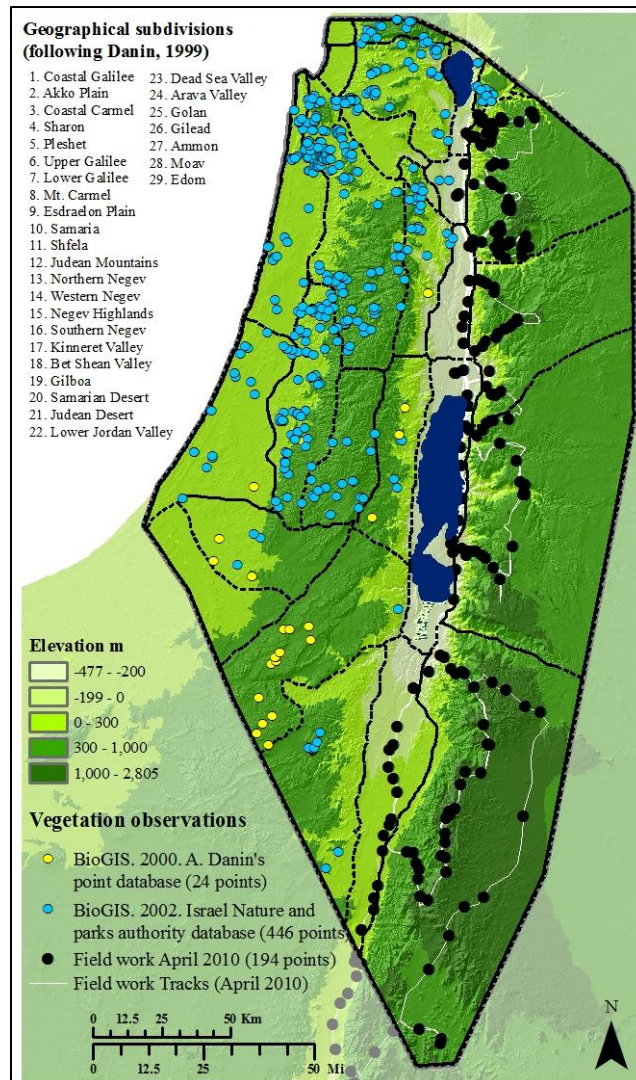 Geographical subdivisions
(following Danin, 1999)
1. Coastal Galilee
2. Akko Plain
3. Coastal Carmel
4. Sharon
5. Pleshet
6. Upper Galilee
7. Lower Galilee
8. Mt. Carmel
9. Esdraelon Plain
10. Samaria
11. Shfela
12. Judean Mountains
13. Northern Negev
14. Western Negev
15. Negev Highlands
16. Southern Negev
17. Kinneret Valley
18. Bet Shean Valley
19. Gilboa
20. Samarian Desert
21. Judean Desert
22. Lower Jordan Valley
23. Dead Sea Valley
24. Arava Valley
25. Golan
26. Gilead
27. Ammon
28. Moav
29. Edom
Elevation m
-477 - -200
-199 - 0
0 - 300
300 - 1,000
1,000 - 2,805
Vegetation observations
BioGIS. 2000. A. Danin's
point database (24 points)
BioGIS. 2002. Israel Nature and
parks authority database (446 points)
Field work April 2010 (194 points)
Field work Tracks (April 2010)
0 12.5 25 50 Km
0 12.5 25 50 Mi
N